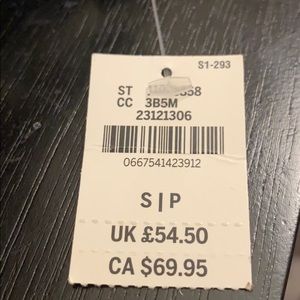 S1-293
ST
CC 3B5M
23121306
0667541423912
S|P
UK £54.50
CA $69.95